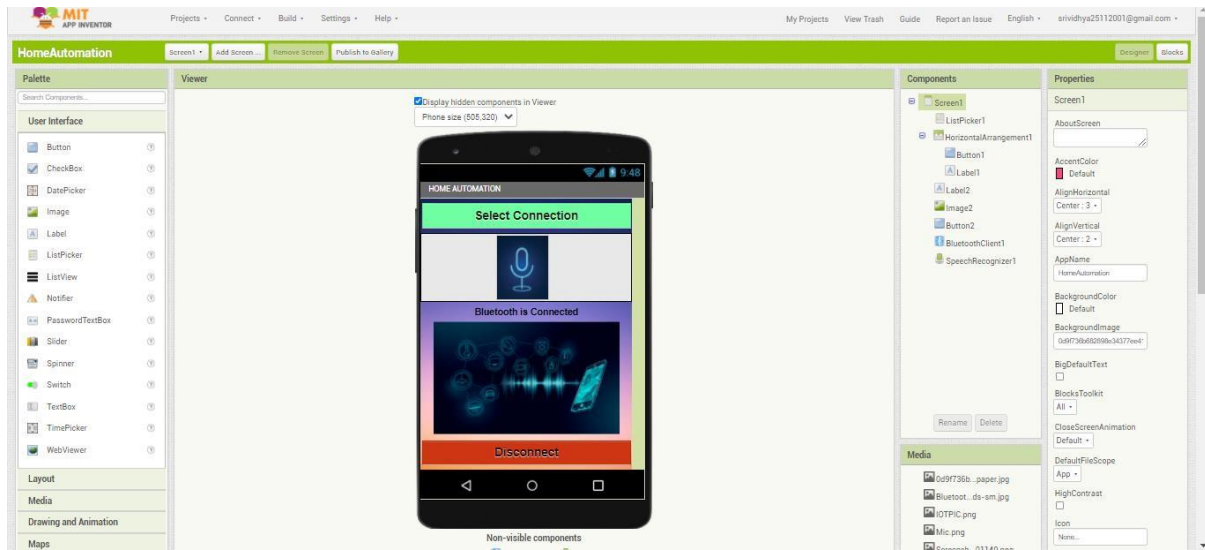 MIT
APP INVENTOR
Projects Connect Build Settings Help
My Projects View Trash Guide Report an Issue English srividhya25112001@gmail.com
HomeAutomation
Screen1 Add Screen ... Remove Screen Publish to Gallery
Designer Blocks
Palette
Search Components...
User Interface
Button
CheckBox
DatePicker
Image
Label
ListPicker
ListView
Notifier
PasswordTextBox
Slider
Spinner
Switch
TextBox
TimePicker
WebViewer
Layout
Media
Drawing and Animation
Maps
Viewer
Display hidden components in Viewer
Phone size (505,320)
9:48
HOME AUTOMATION
Select Connection
Bluetooth is Connected
Disconnect
Non-visible components
Components
Screen1
ListPicker1
HorizontalArrangement1
Button1
Label1
Label2
Image2
Button2
BluetoothClient1
SpeechRecognizer1
Rename Delete
Media
0d9f736b...paper.jpg
Bluetoot...ds-sm.jpg
IOTPIC.png
Mic.png
Properties
Screen1
AboutScreen
AccentColor
Default
AlignHorizontal
Center : 3
AlignVertical
Center : 2
AppName
HomeAutomation
BackgroundColor
Default
BackgroundImage
BigDefaultText
BlocksToolkit
All
CloseScreenAnimation
Default
DefaultFileScope
App
HighContrast
Icon
None...